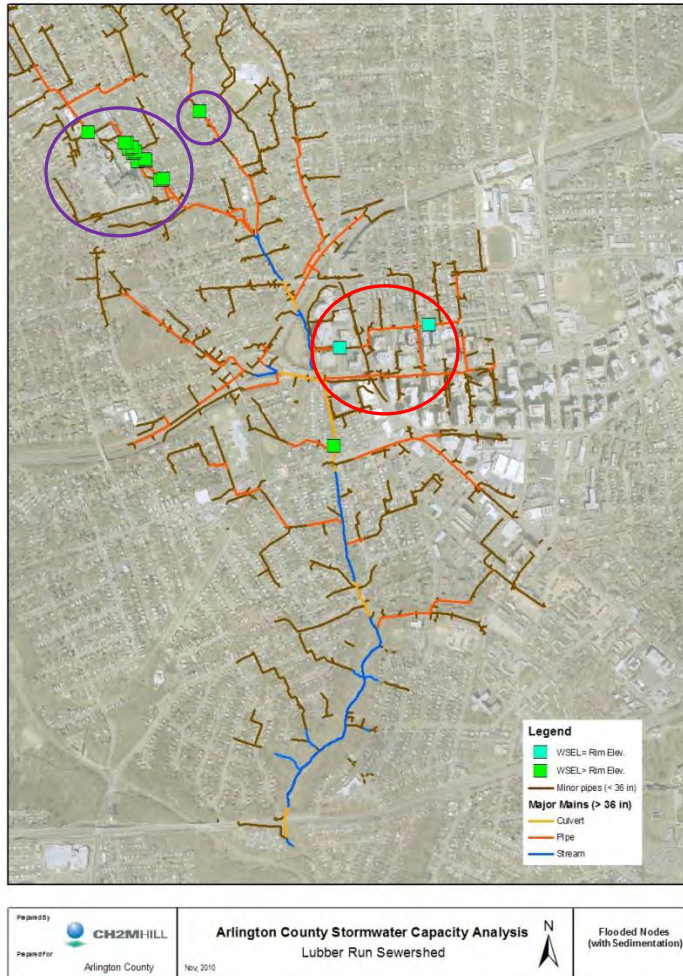 Legend
WSEL= Rim Elev.
WSEL> Rim Elev.
Minor pipes (< 36 in)
Major Mains (> 36 in)
Culvert
Pipe
Stream
Prepared By
CH2MHILL
Prepared For
Arlington County
Nov, 2010
Arlington County Stormwater Capacity Analysis
Lubber Run Sewershed
N
Flooded Nodes
(with Sedimentation)